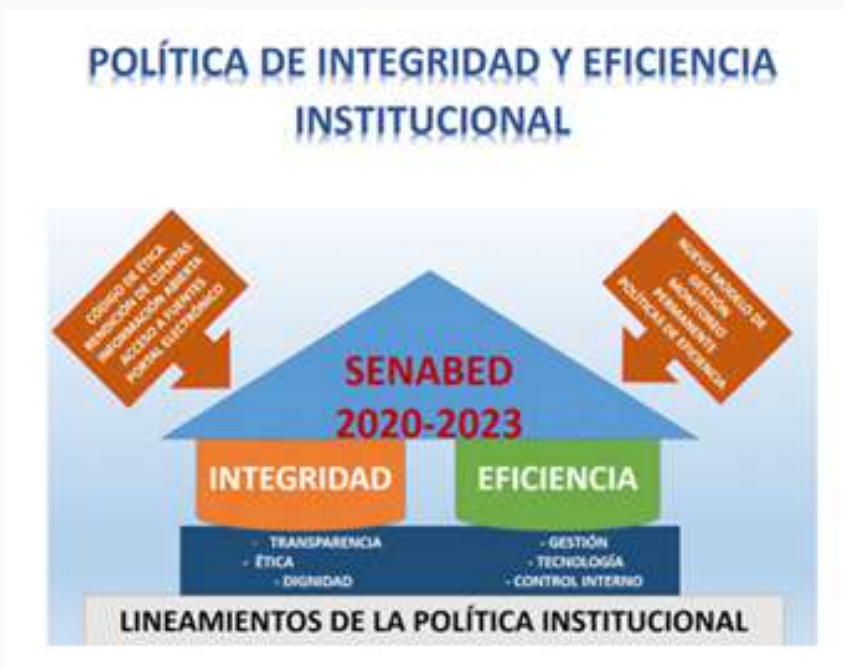 POLÍTICA DE INTEGRIDAD Y EFICIENCIA
INSTITUCIONAL
CÓDIGO DE ÉTICA
RENDICIÓN DE CUENTAS
INFORMACIÓN ABIERTA
ACCESO A FUENTES
PORTAL ELECTRÓNICO
NUEVO MODELO DE
GESTIÓN
MONITOREO
PERMANENTE
POLÍTICAS DE EFICIENCIA
SENABED
2020-2023
INTEGRIDAD
EFICIENCIA
- TRANSPARENCIA
- ÉTICA
- DIGNIDAD
- GESTIÓN
- TECNOLOGÍA
- CONTROL INTERNO
LINEAMIENTOS DE LA POLÍTICA INSTITUCIONAL